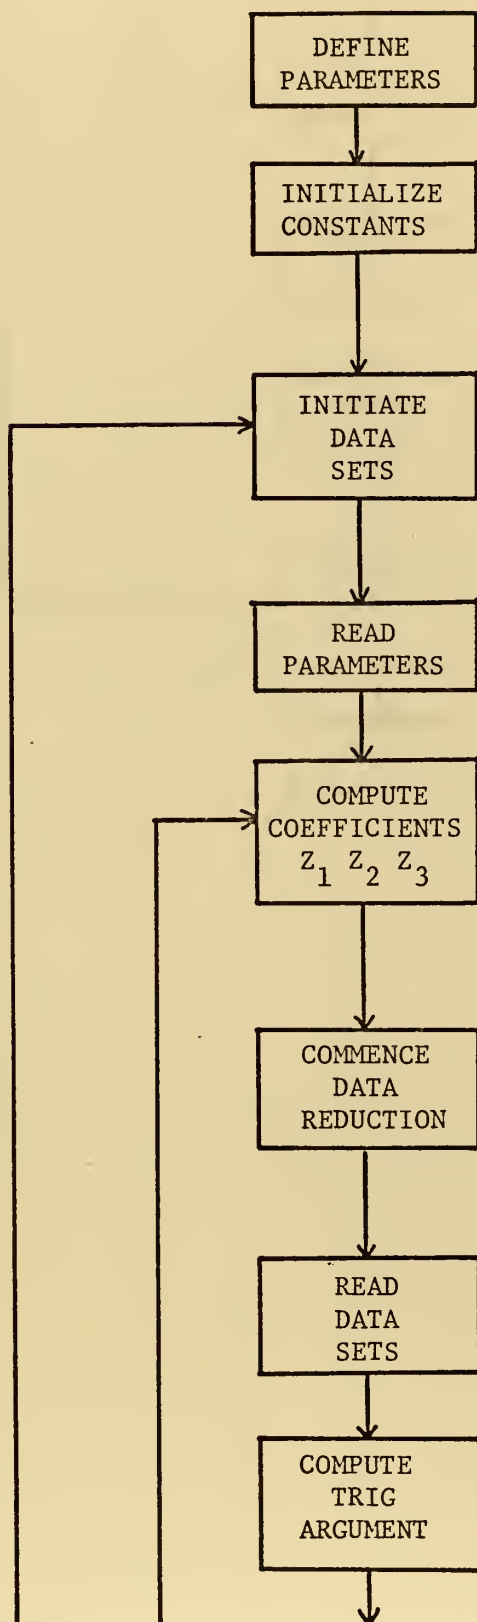 DEFINE
PARAMETERS
INITIALIZE
CONSTANTS
INITIATE
DATA
SETS
READ
PARAMETERS
COMPUTE
COEFFICIENTS
Z₁ Z₂ Z₃
COMMENCE
DATA
REDUCTION
READ
DATA
SETS
COMPUTE
TRIG
ARGUMENT